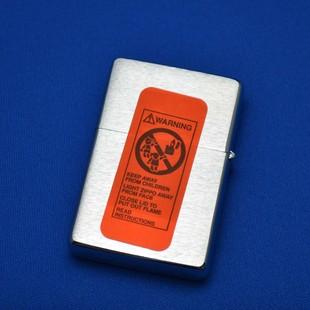 WARNING
KEEP AWAY
FROM CHILDREN
LIGHT ZIPPO AWAY
FROM FACE
CLOSE LID TO
PUT OUT FLAME
READ
INSTRUCTIONS